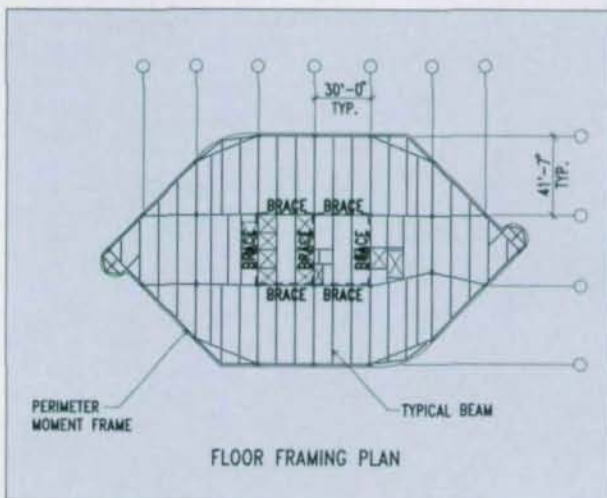 30'-0"
TYP.
41'-7"
TYP.
BRACE BRACE
BRACE BRACE BRACE
BRACE BRACE
PERIMETER
MOMENT FRAME
TYPICAL BEAM
FLOOR FRAMING PLAN